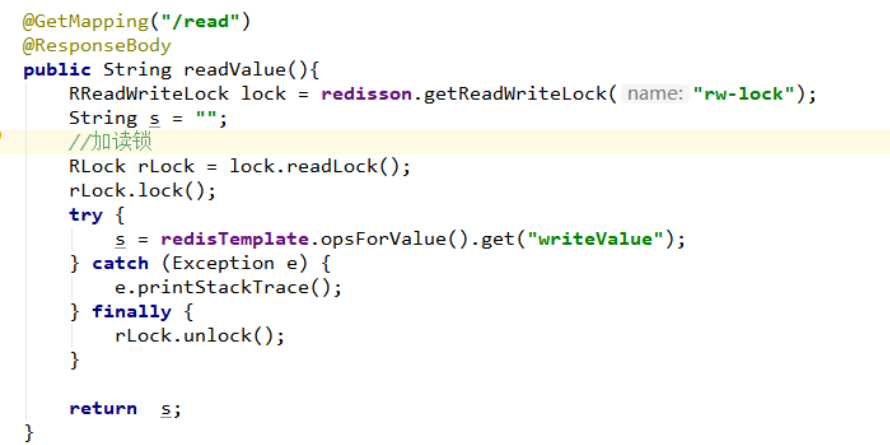 @GetMapping("/read")
@ResponseBody
public String readValue(){
    RReadWriteLock lock = redisson.getReadWriteLock( name: "rw-lock");
    String s = "";
    //加读锁
    RLock rLock = lock.readLock();
    rLock.lock();
    try {
        s = redisTemplate.opsForValue().get("writeValue");
    } catch (Exception e) {
        e.printStackTrace();
    } finally {
        rLock.unlock();
    }
    return  s;
}